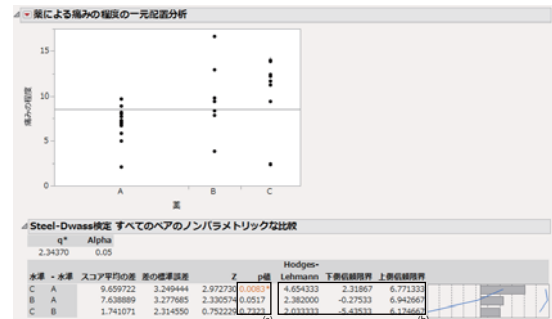 薬による痛みの程度の一元配置分析
15
10
5
0
痛みの程度
A B C
薬
Steel-Dwass検定 すべてのペアのノンパラメトリックな比較
q* Alpha
2.34370 0.05
Hodges-
水準 - 水準 スコア平均の差 差の標準誤差 Z p値 Lehmann 下側信頼限界 上側信頼限界
C A 9.659722 3.249444 2.972730 0.0083* 4.654333 2.31867 6.771333
B A 7.638889 3.277685 2.330574 0.0517 2.382000 -0.27533 6.942667
C B 1.741071 2.314550 0.752229 0.7323 2.033333 -5.43533 6.174667
(a) (b)